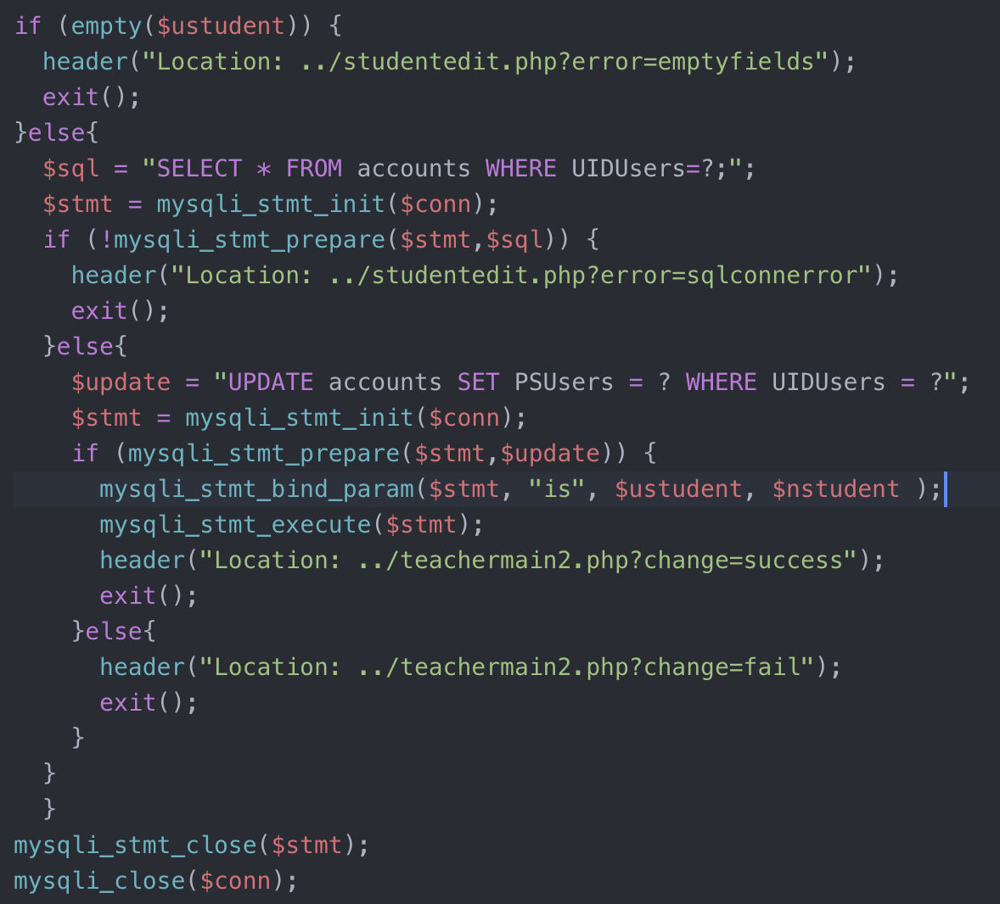 if (empty($ustudent)) {
  header("Location: ../studentedit.php?error=emptyfields");
  exit();
}else{
  $sql = "SELECT * FROM accounts WHERE UIDUsers=?;";
  $stmt = mysqli_stmt_init($conn);
  if (!mysqli_stmt_prepare($stmt,$sql)) {
    header("Location: ../studentedit.php?error=sqlconnerror");
    exit();
  }else{
    $update = "UPDATE accounts SET PSUsers = ? WHERE UIDUsers = ?";
    $stmt = mysqli_stmt_init($conn);
    if (mysqli_stmt_prepare($stmt,$update)) {
      mysqli_stmt_bind_param($stmt, "is", $ustudent, $nstudent );
      mysqli_stmt_execute($stmt);
      header("Location: ../teachermain2.php?change=success");
      exit();
    }else{
      header("Location: ../teachermain2.php?change=fail");
      exit();
    }
  }
  }
mysqli_stmt_close($stmt);
mysqli_close($conn);